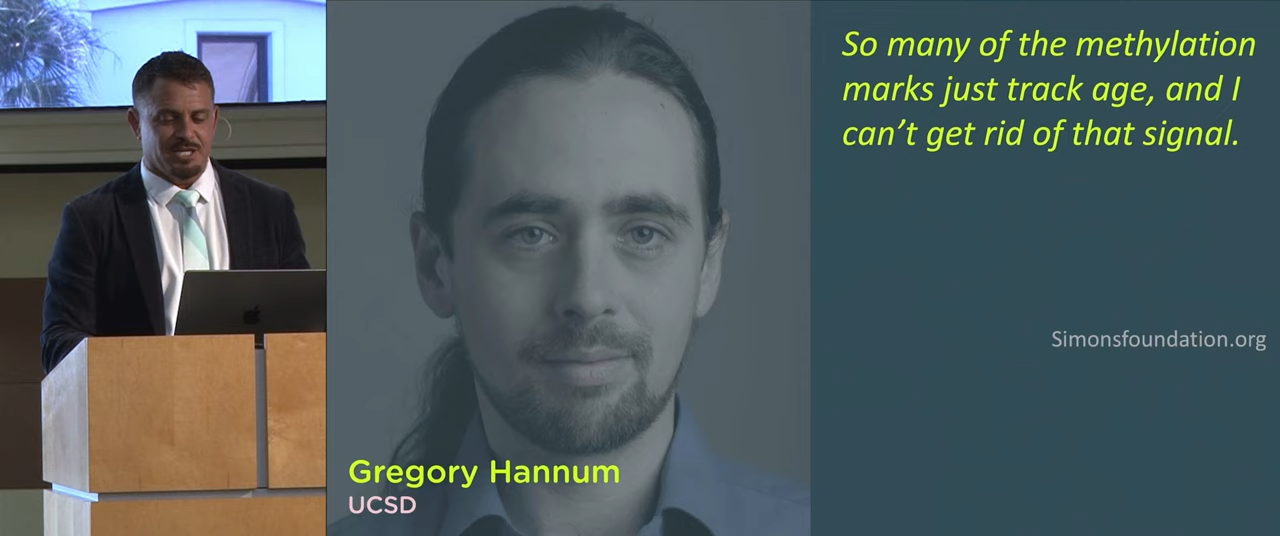 So many of the methylation
marks just track age, and I
can't get rid of that signal.
Simonsfoundation.org
Gregory Hannum
UCSD